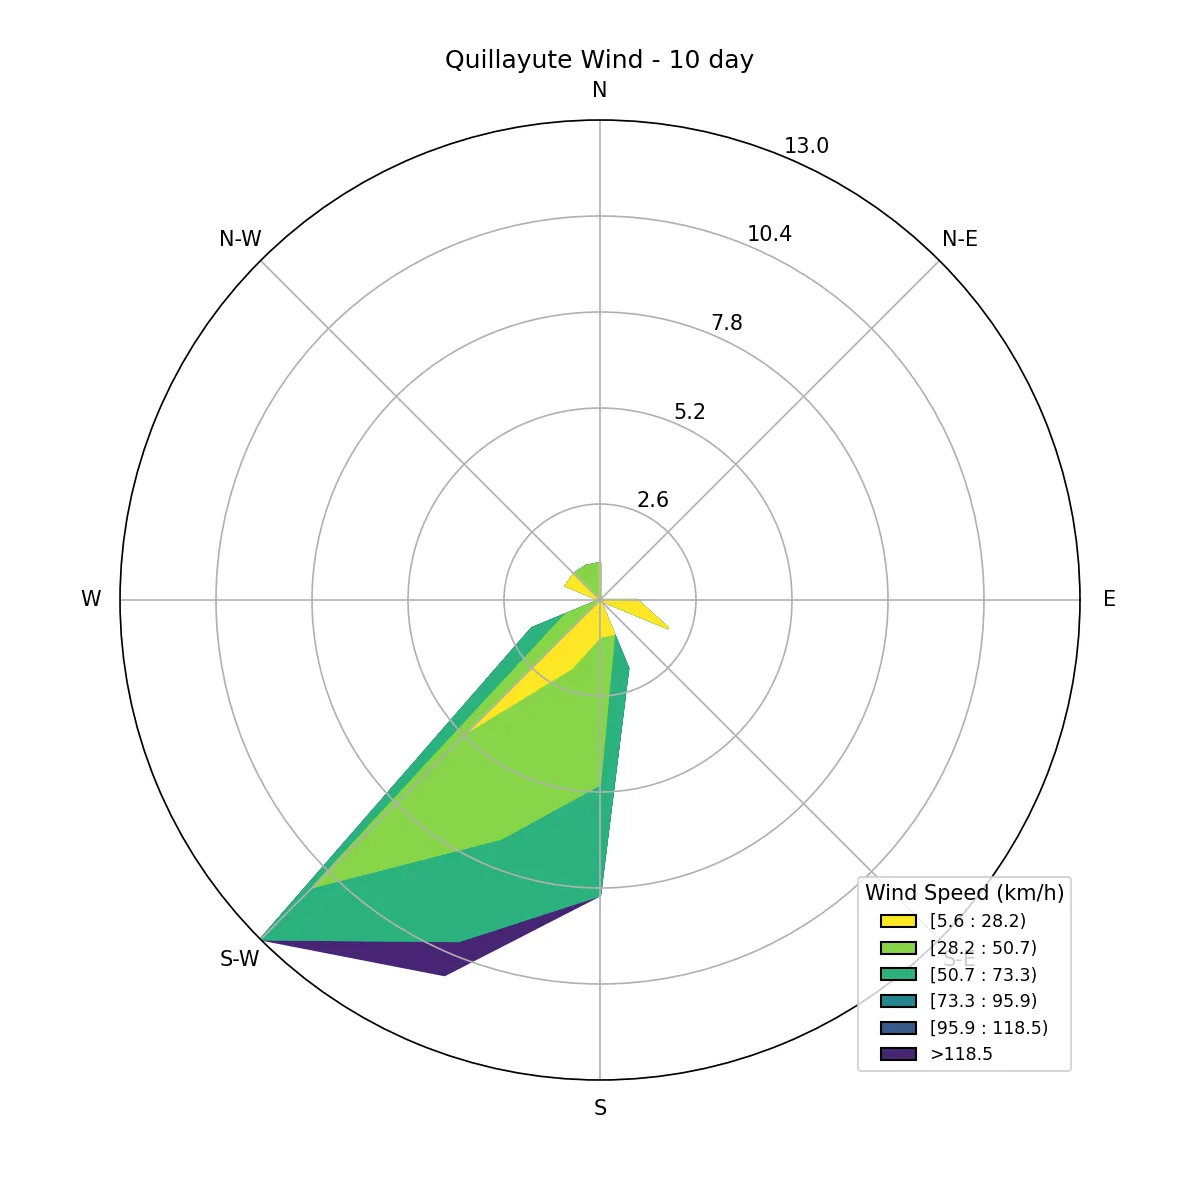 Quillayute Wind - 10 day
N
13.0
N-W
N-E
10.4
7.8
5.2
2.6
W
E
S-W
S-E
S
Wind Speed (km/h)
[5.6 : 28.2)
[28.2 : 50.7)
[50.7 : 73.3)
[73.3 : 95.9)
[95.9 : 118.5)
>118.5